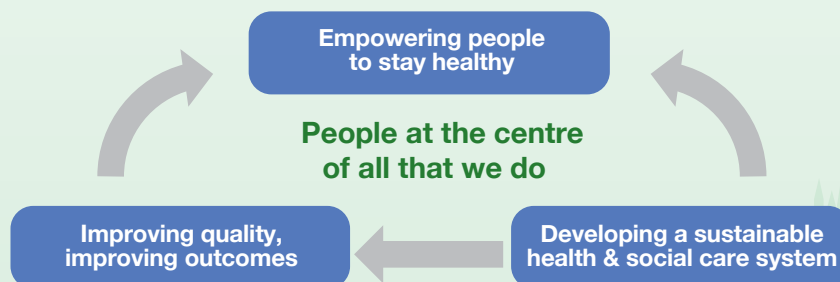 Empowering people
to stay healthy
People at the centre
of all that we do
Improving quality,
improving outcomes
Developing a sustainable
health & social care system